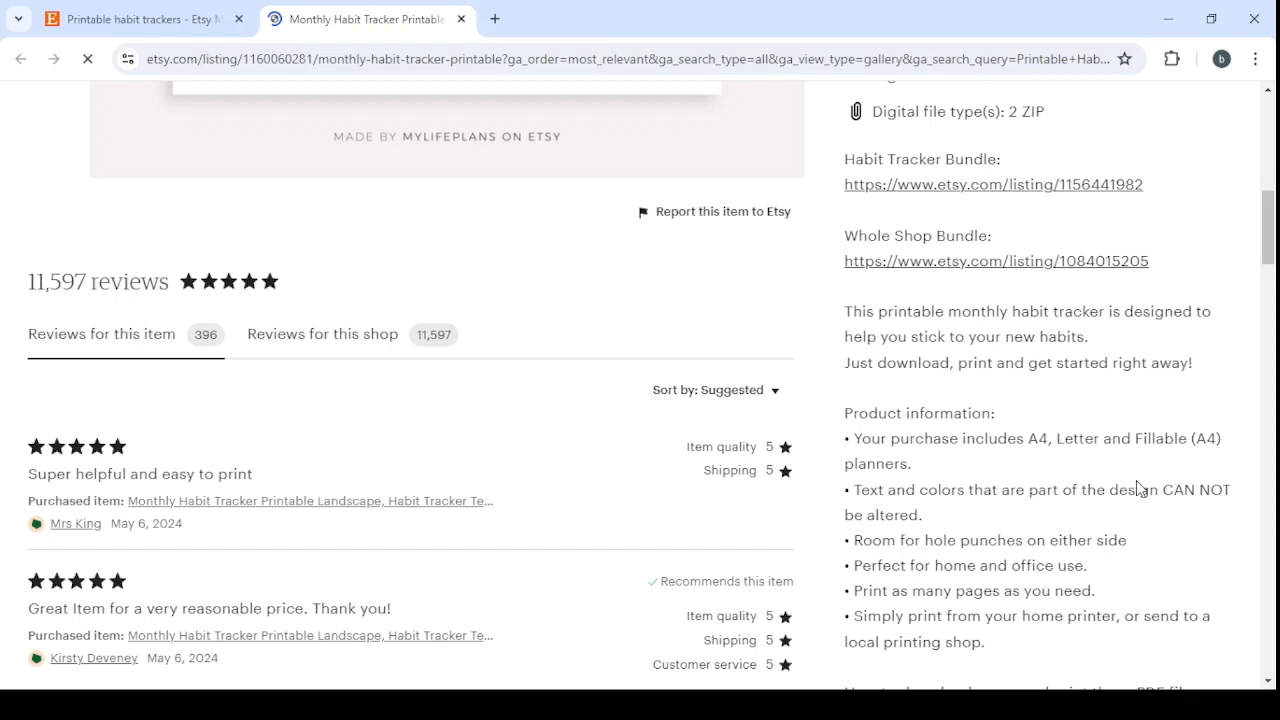 Printable habit trackers - Etsy M
Monthly Habit Tracker Printable
etsy.com/listing/1160060281/monthly-habit-tracker-printable?ga_order=most_relevant&ga_search_type=all&ga_view_type=gallery&ga_search_query=Printable+Hab...
b
MADE BY MYLIFEPLANS ON ETSY
Report this item to Etsy
11,597 reviews
Reviews for this item 396 Reviews for this shop 11,597
Sort by: Suggested
Item quality 5
Super helpful and easy to print
Shipping 5
Purchased item: Monthly Habit Tracker Printable Landscape, Habit Tracker Te...
Mrs King May 6, 2024
Recommends this item
Great Item for a very reasonable price. Thank you!
Item quality 5
Purchased item: Monthly Habit Tracker Printable Landscape, Habit Tracker Te...
Shipping 5
Kirsty Deveney May 6, 2024
Customer service 5
Digital file type(s): 2 ZIP
Habit Tracker Bundle:
https://www.etsy.com/listing/1156441982
Whole Shop Bundle:
https://www.etsy.com/listing/1084015205
This printable monthly habit tracker is designed to
help you stick to your new habits.
Just download, print and get started right away!
Product information:
• Your purchase includes A4, Letter and Fillable (A4)
planners.
• Text and colors that are part of the design CAN NOT
be altered.
• Room for hole punches on either side
• Perfect for home and office use.
• Print as many pages as you need.
• Simply print from your home printer, or send to a
local printing shop.